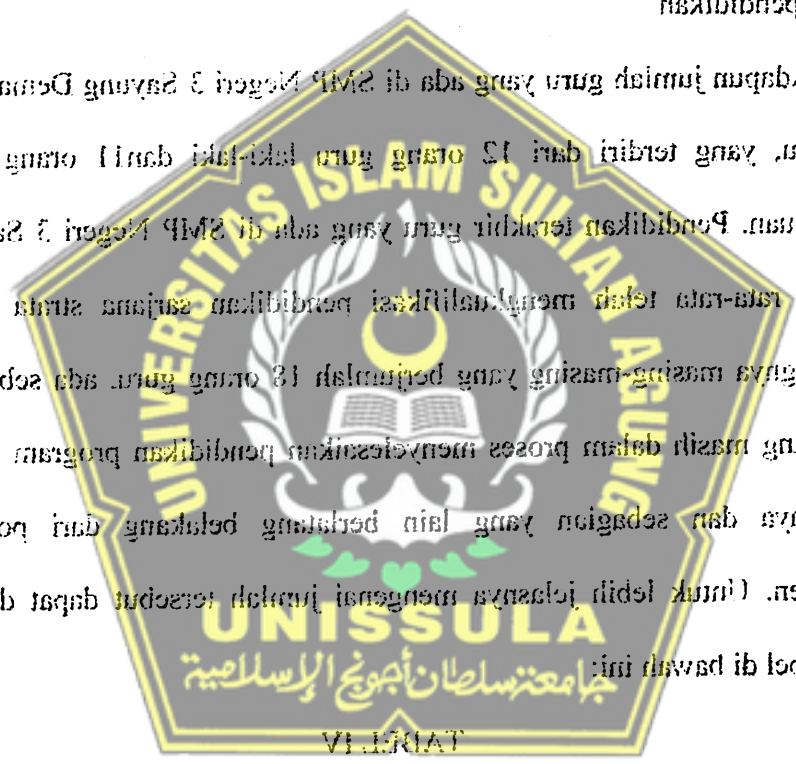 pendidikan
dapun jumlah guru yang ada di SMP Negeri 3 Sayung Dema
u, yang terdiri dari 12 orang guru laki-laki dan11 orang
uan. Pendidikan terakhir guru yang ada di SMP Negeri 3 Sa
rata-rata telah mengkualifikasi pendidikan sarjana strata
gnya masing-masing yang berjumlah 18 orang guru. ada seb
ng masih dalam proses menyelesaikan pendidikan program
ya dan sebagian yang lain berlatang belakang dari po
en. Untuk lebih jelasnya mengenai jumlah tersebut dapat d
bel di bawah ini:
TABEL IV
UNIVERSITAS ISLAM SULTAN AGUNG
UNISSULA
جامعة سلطان أجونج الإسلامية